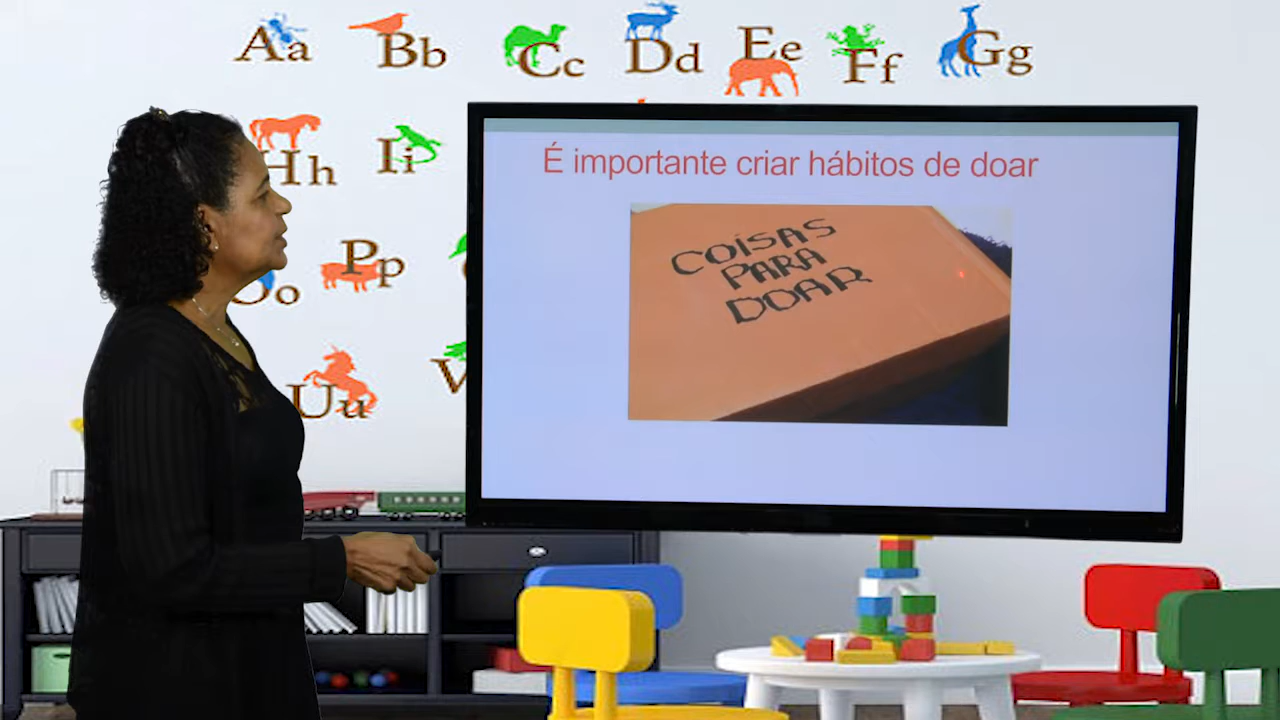 Aa Bb Cc Dd Ee Ff Gg
Hh Ii
Oo Pp
Uu V
É importante criar hábitos de doar
COISAS
PARA
DOAR